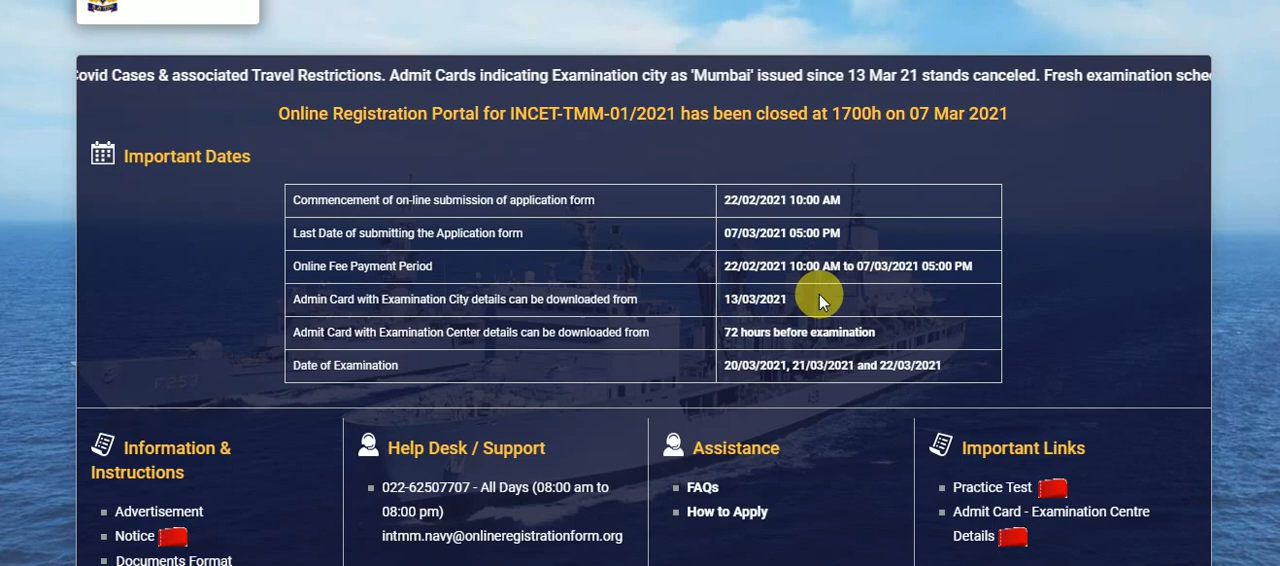 Covid Cases & associated Travel Restrictions. Admit Cards indicating Examination city as 'Mumbai' issued since 13 Mar 21 stands canceled. Fresh examination sche
Online Registration Portal for INCET-TMM-01/2021 has been closed at 1700h on 07 Mar 2021
Important Dates
Commencement of on-line submission of application form 22/02/2021 10:00 AM
Last Date of submitting the Application form 07/03/2021 05:00 PM
Online Fee Payment Period 22/02/2021 10:00 AM to 07/03/2021 05:00 PM
Admin Card with Examination City details can be downloaded from 13/03/2021
Admit Card with Examination Center details can be downloaded from 72 hours before examination
Date of Examination 20/03/2021, 21/03/2021 and 22/03/2021
Information &
Instructions
Advertisement
Notice
Documents Format
Help Desk / Support
022-62507707 - All Days (08:00 am to
08:00 pm)
intmm.navy@onlineregistrationform.org
Assistance
FAQs
How to Apply
Important Links
Practice Test
Admit Card - Examination Centre
Details